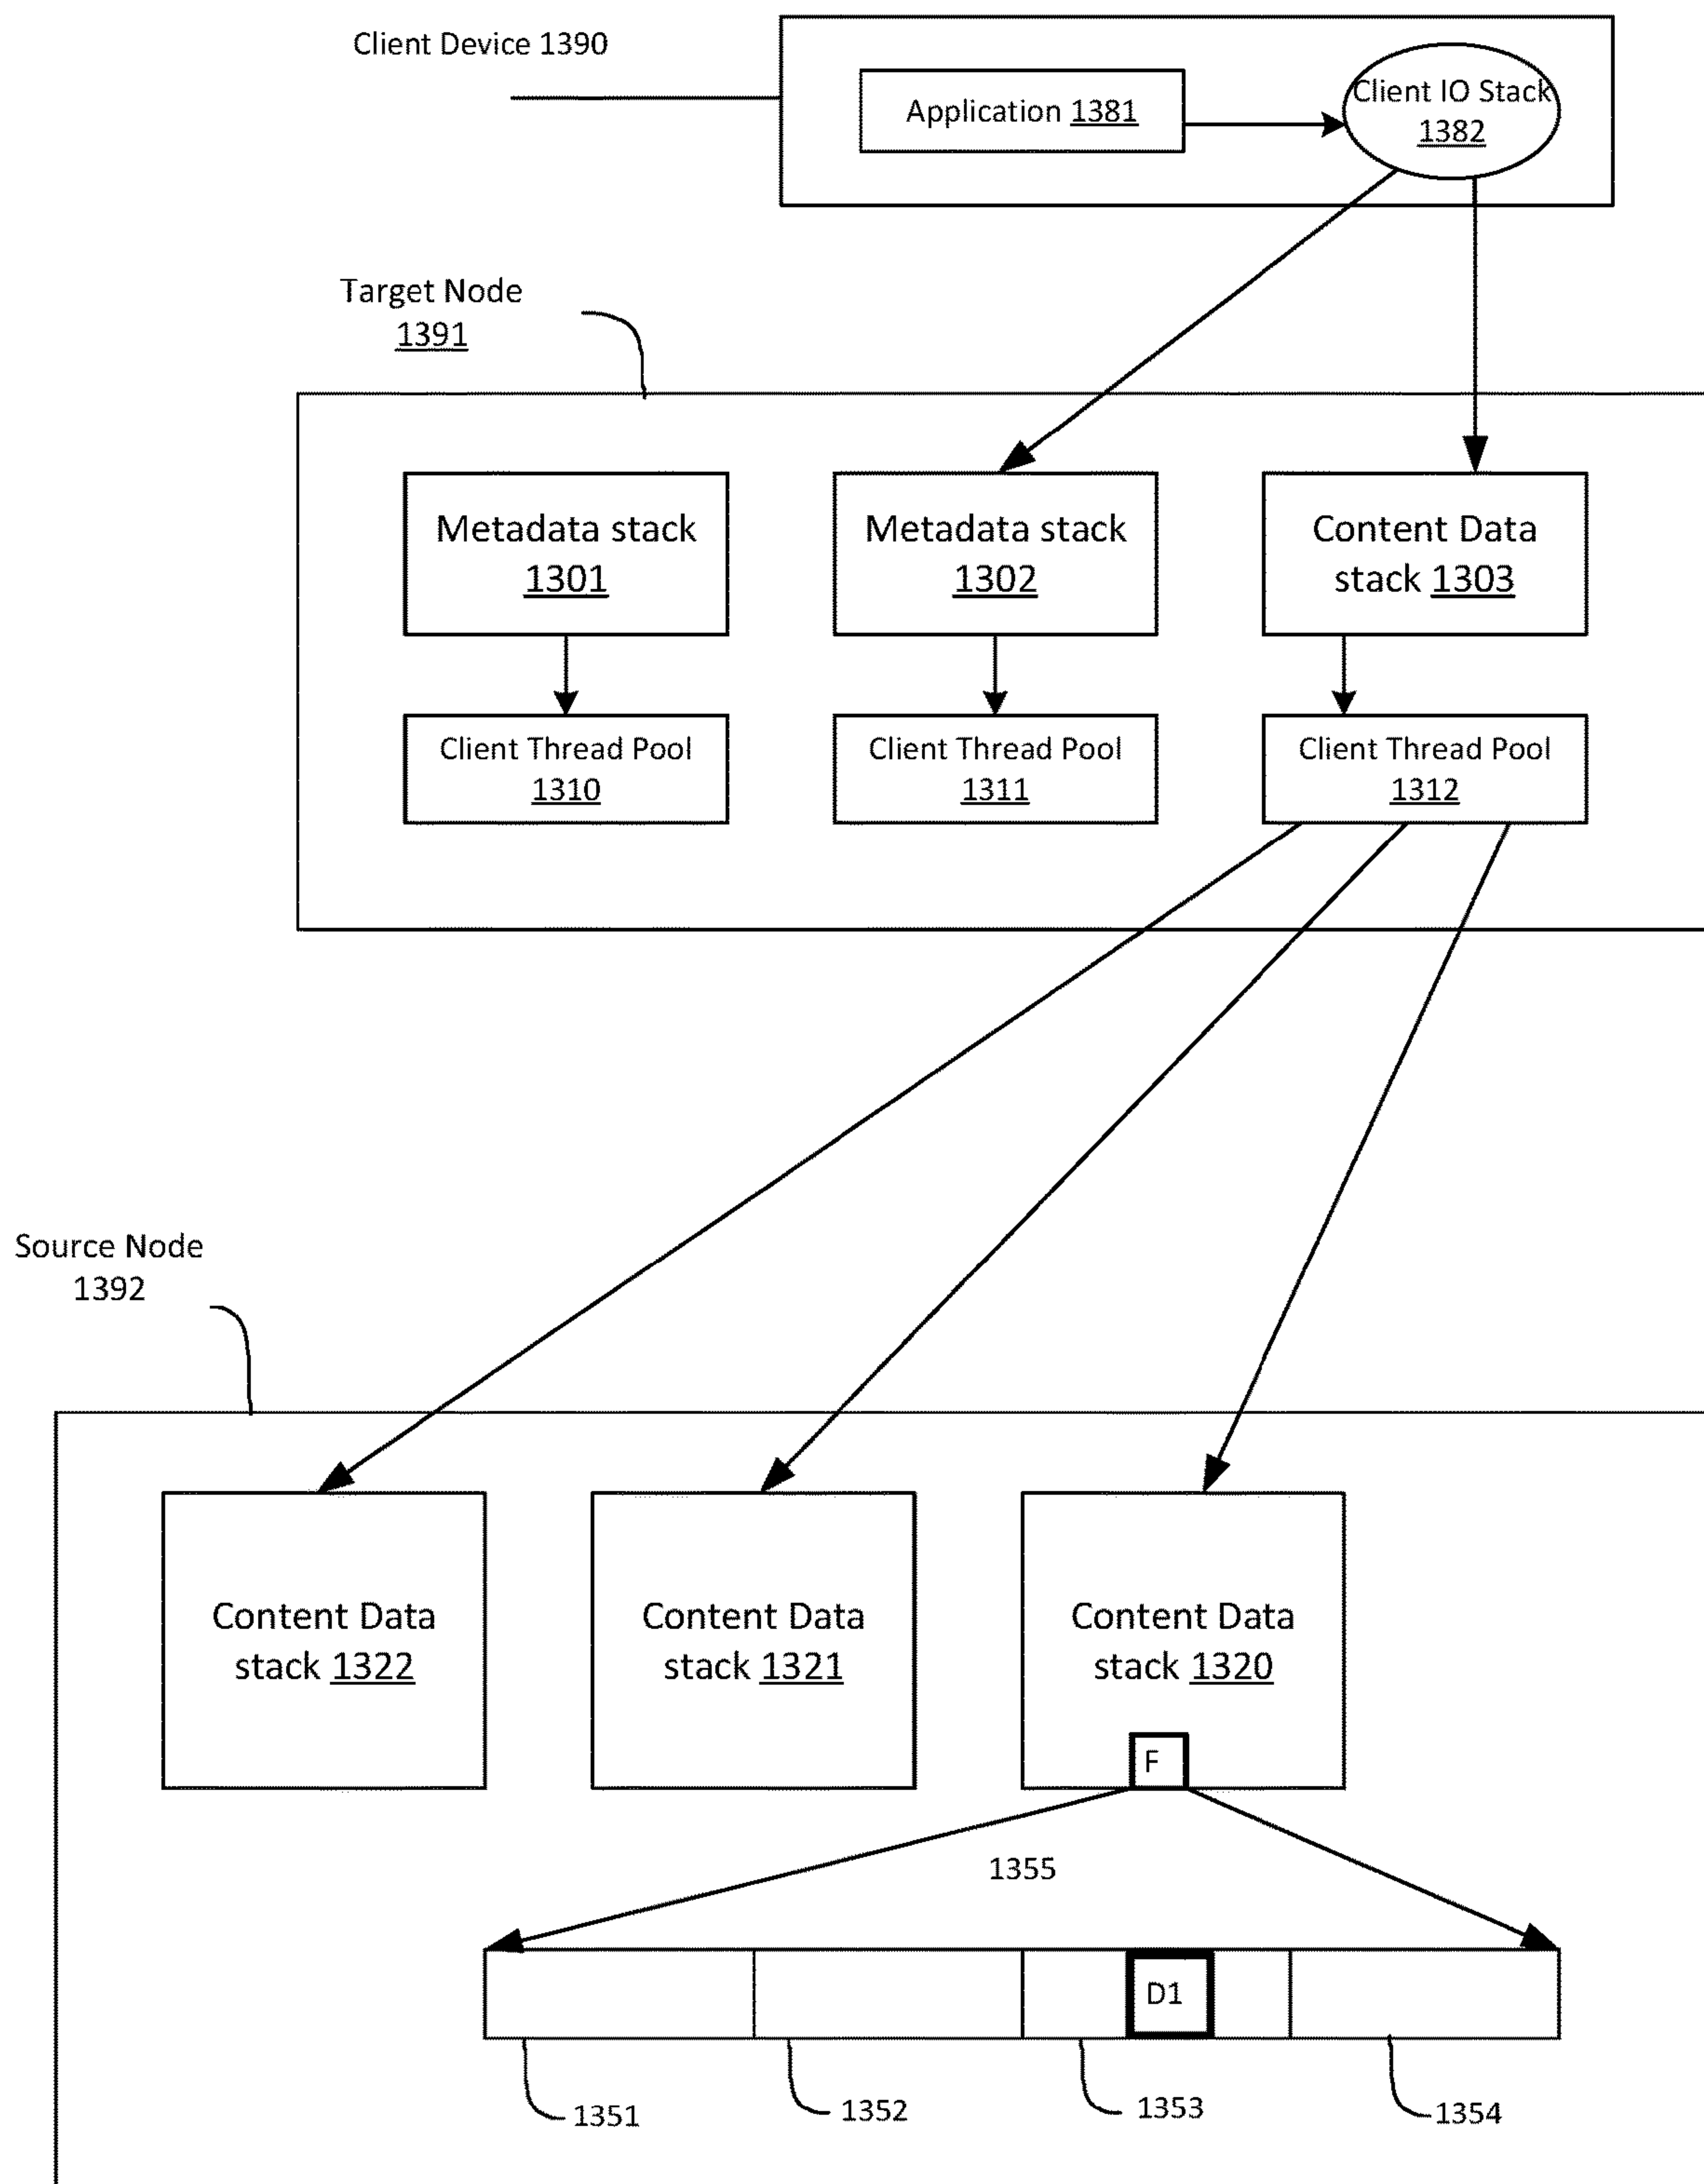 Client Device 1390
Application 1381
Client IO Stack
1382
Target Node
1391
Metadata stack
1301
Metadata stack
1302
Content Data
stack 1303
Client Thread Pool
1310
Client Thread Pool
1311
Client Thread Pool
1312
Source Node
1392
Content Data
stack 1322
Content Data
stack 1321
Content Data
stack 1320
F
1355
D1
1351
1352
1353
1354